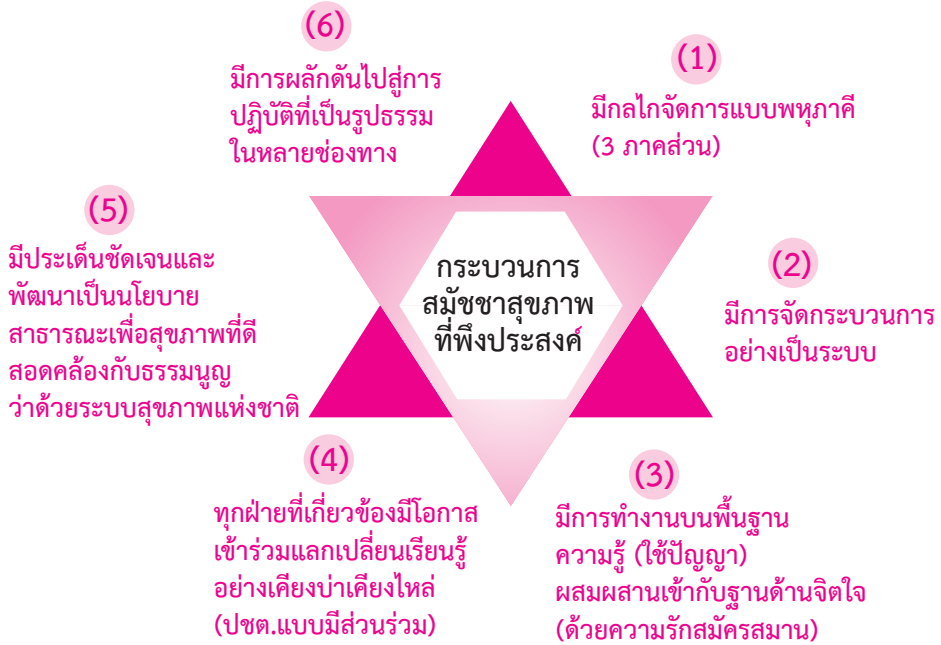 กระบวนการ
สมัชชาสุขภาพ
ที่พึงประสงค์
(1)
มีกลไกจัดการแบบพหุภาคี
(3 ภาคส่วน)
(2)
มีการจัดกระบวนการ
อย่างเป็นระบบ
(3)
มีการทำงานบนพื้นฐาน
ความรู้ (ใช้ปัญญา)
ผสมผสานเข้ากับฐานด้านจิตใจ
(ด้วยความรักสมัครสมาน)
(4)
ทุกฝ่ายที่เกี่ยวข้องมีโอกาส
เข้าร่วมแลกเปลี่ยนเรียนรู้
อย่างเคียงบ่าเคียงไหล่
(ปชต.แบบมีส่วนร่วม)
(5)
มีประเด็นชัดเจนและ
พัฒนาเป็นนโยบาย
สาธารณะเพื่อสุขภาพที่ดี
สอดคล้องกับธรรมนูญ
ว่าด้วยระบบสุขภาพแห่งชาติ
(6)
มีการผลักดันไปสู่การ
ปฏิบัติที่เป็นรูปธรรม
ในหลายช่องทาง